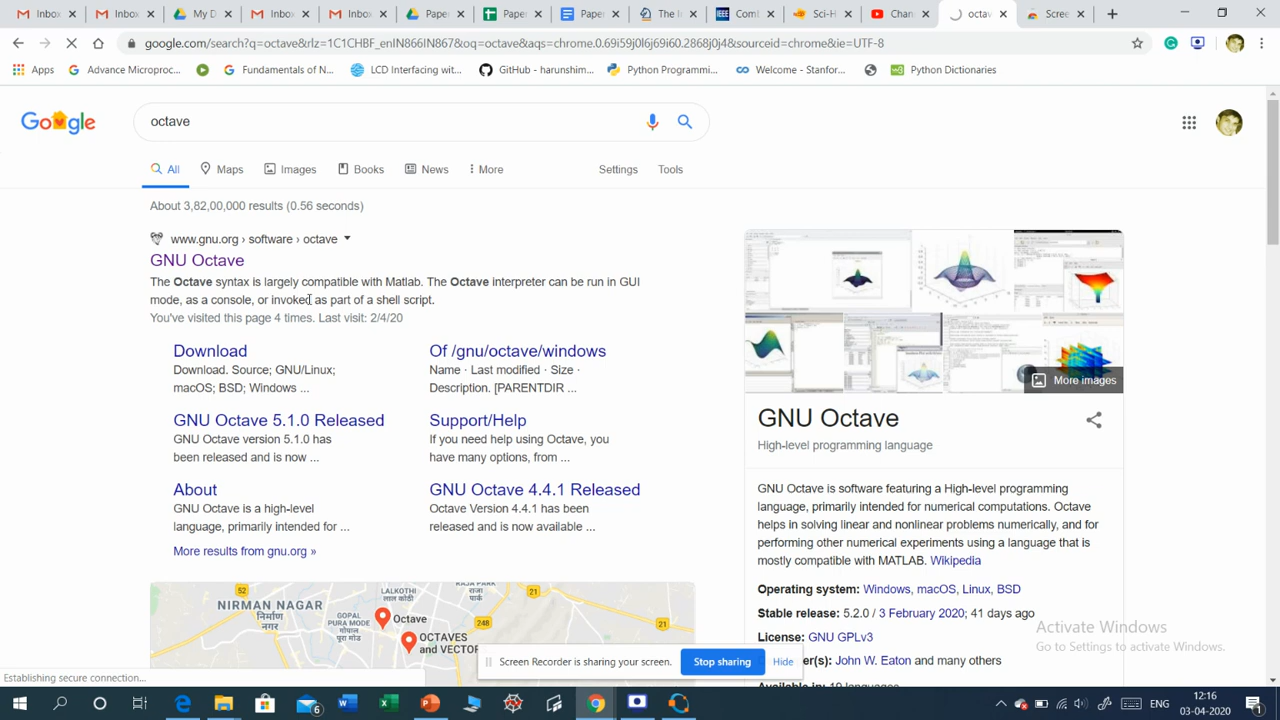 Inbox
Inbox
My D
Inbox
Inbox
Inbox
Paper
Paper
Paper
The I
Comb
Sci-H
Kann
octav
Scree
google.com/search?q=octave&rlz=1C1CHBF_enIN866IN867&oq=octave&aqs=chrome.0.69i59j0l6j69i60.2868j0j4&sourceid=chrome&ie=UTF-8
Apps
Advance Microproc...
Fundamentals of N...
LCD Interfacing wit...
GitHub - harunshim...
Python Programmi...
Welcome - Stanfor...
Python Dictionaries
Google
octave
All
Maps
Images
Books
News
More
Settings
Tools
About 3,82,00,000 results (0.56 seconds)
www.gnu.org › software › octave
GNU Octave
The Octave syntax is largely compatible with Matlab. The Octave interpreter can be run in GUI
mode, as a console, or invoked as part of a shell script.
You've visited this page 4 times. Last visit: 2/4/20
Download
Download. Source; GNU/Linux;
macOS; BSD; Windows ...
Of /gnu/octave/windows
Name · Last modified · Size ·
Description. [PARENTDIR ...
GNU Octave 5.1.0 Released
GNU Octave version 5.1.0 has
been released and is now ...
Support/Help
If you need help using Octave, you
have many options, from ...
About
GNU Octave is a high-level
language, primarily intended for ...
GNU Octave 4.4.1 Released
Octave Version 4.4.1 has been
released and is now available ...
More results from gnu.org »
52
NIRMAN NAGAR
निर्माण नगर
LALKOTHI
लाल कोठी
GOPAL
PURA MODE
गोपाल
पुरा मोड
RAJA PARK
राजा
पार्क
21
248
21
Octave
OCTAVES
and VECTOR
More images
GNU Octave
High-level programming language
GNU Octave is software featuring a High-level programming
language, primarily intended for numerical computations. Octave
helps in solving linear and nonlinear problems numerically, and for
performing other numerical experiments using a language that is
mostly compatible with MATLAB. Wikipedia
Operating system: Windows, macOS, Linux, BSD
Stable release: 5.2.0 / 3 February 2020; 41 days ago
License: GNU GPLv3
er(s): John W. Eaton and many others
Activate Windows
Go to Settings to activate Windows.
Screen Recorder is sharing your screen.
Stop sharing
Hide
Establishing secure connection...
6
ENG
12:16
03-04-2020
1